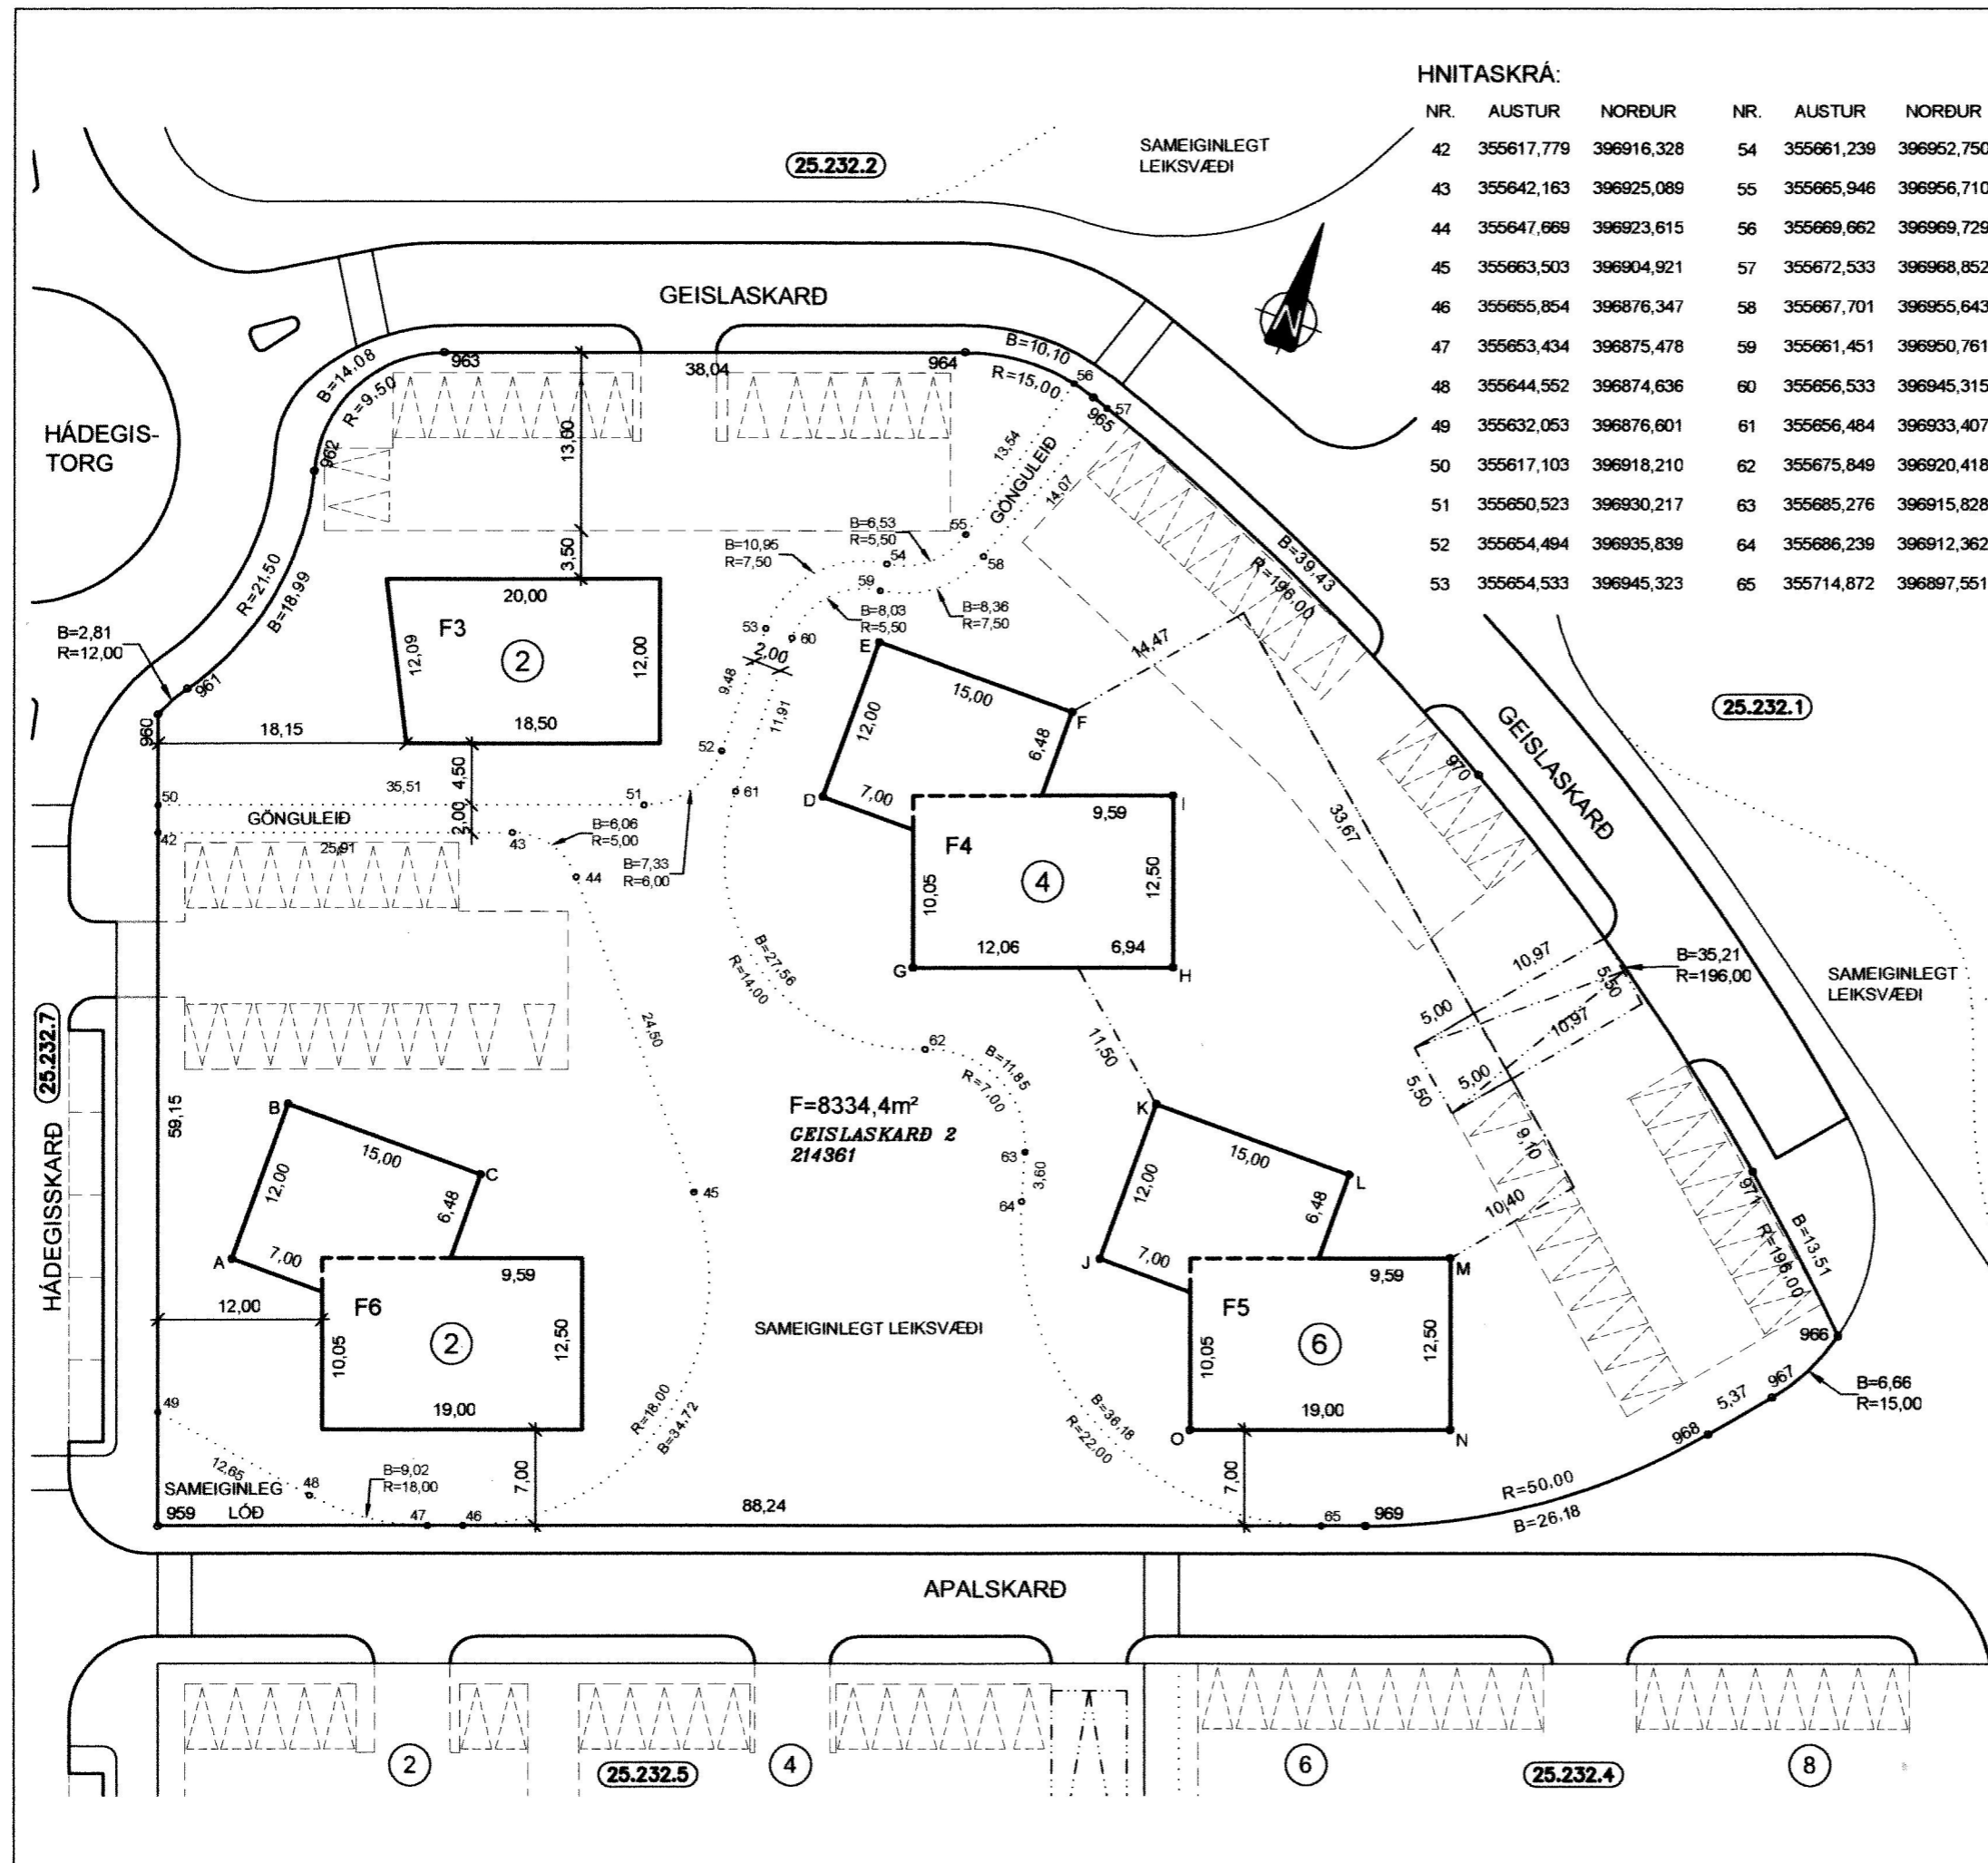 HNITASKRÁ:
NR. AUSTUR NORÐUR NR. AUSTUR NORÐUR
42 355617,779 396916,328 54 355661,239 396952,750
43 355642,163 396925,089 55 355665,946 396956,710
44 355647,669 396923,615 56 355669,662 396969,729
45 355663,503 396904,921 57 355672,533 396968,852
46 355655,854 396876,347 58 355667,701 396955,643
47 355653,434 396875,478 59 355661,451 396950,761
48 355644,552 396874,636 60 355656,533 396945,315
49 355632,053 396876,601 61 355656,484 396933,407
50 355617,103 396918,210 62 355675,849 396920,418
51 355650,523 396930,217 63 355685,276 396915,828
52 355654,494 396935,839 64 355686,239 396912,362
53 355654,533 396945,323 65 355714,872 396897,551
25.232.2
SAMEIGINLEGT
LEIKSVÆÐI
GEISLASKARÐ
N
HÁDEGIS-
TORG
B=14,08
R=9,50
963
38,04
964
B=10,10
R=15,00
56
57
965
962
13,00
13,54
GÖNGULEIÐ
14,07
R=21,50
B=18,99
3,50
B=10,95
R=7,50
B=6,53
R=5,50
55
54
58
59
B=39,43
R=196,00
B=2,81
R=12,00
961
960
20,00
F3
2
12,09
12,00
18,50
18,15
53
60
2,00
B=8,03
R=5,50
B=8,36
R=7,50
E
14,47
15,00
F
12,00
6,48
9,48
11,91
52
61
D
7,00
9,59
I
25.232.1
GEISLASKARÐ
970
4,50
35,51
50
51
GÖNGULEIÐ
2,00
42
25,91
43
B=6,06
R=5,00
44
B=7,33
R=6,00
F4
4
10,05
12,50
12,06
6,94
G
H
33,67
B=27,56
R=14,00
10,97
5,50
B=35,21
R=196,00
SAMEIGINLEGT
LEIKSVÆÐI
5,00
10,97
5,00
5,50
25.232.7
24,50
62
B=11,85
R=7,00
11,50
HÁDEGISSKARÐ
59,15
B
15,00
C
12,00
6,48
A
7,00
9,59
12,00
F6
2
10,05
12,50
19,00
F=8334,4m²
GEISLASKARÐ 2
214361
45
63
3,60
64
K
15,00
L
12,00
6,48
9,10
10,40
J
7,00
9,59
M
F5
6
10,05
12,50
19,00
O
N
971
B=13,51
R=196,00
966
967
5,37
B=6,66
R=15,00
968
SAMEIGINLEGT LEIKSVÆÐI
49
12,65
48
B=9,02
R=18,00
SAMEIGINLEG
LÓÐ
959
47
46
7,00
R=18,00
B=34,72
88,24
B=36,18
R=22,00
7,00
65
969
R=50,00
B=26,18
APALSKARÐ
2
25.232.5
4
6
25.232.4
8